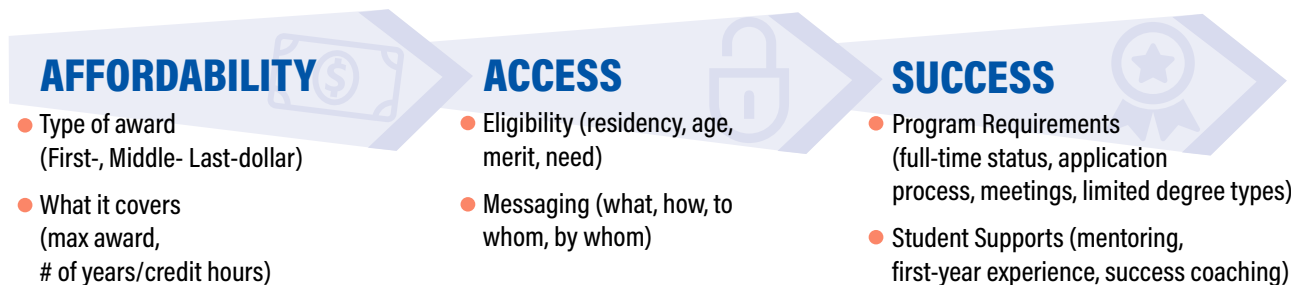 AFFORDABILITY
Type of award
(First-, Middle- Last-dollar)
What it covers
(max award,
# of years/credit hours)
ACCESS
Eligibility (residency, age,
merit, need)
Messaging (what, how, to
whom, by whom)
SUCCESS
Program Requirements
(full-time status, application
process, meetings, limited degree types)
Student Supports (mentoring,
first-year experience, success coaching)